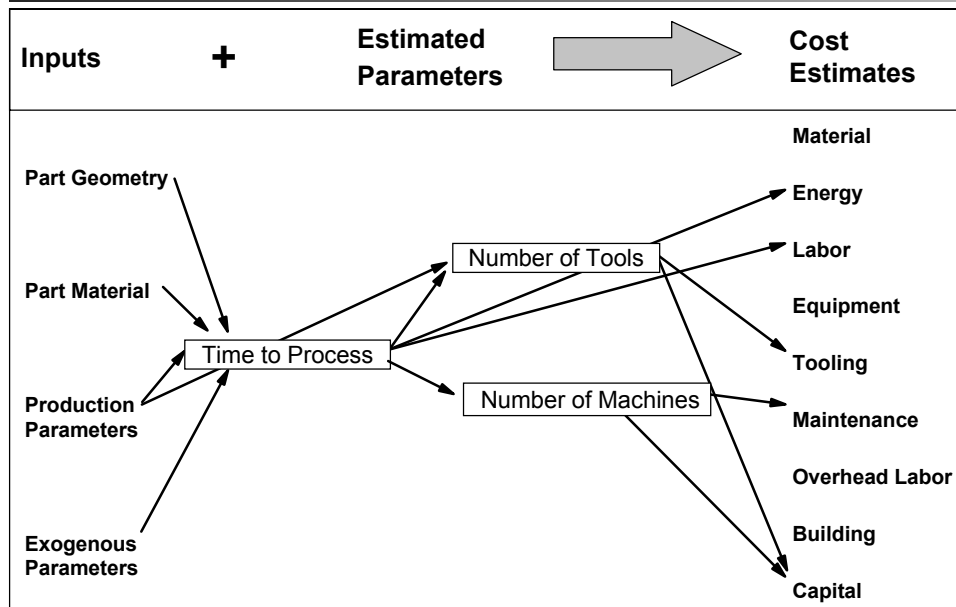 Inputs
+
Estimated
Parameters
Cost
Estimates
Part Geometry
Part Material
Production
Parameters
Exogenous
Parameters
Time to Process
Number of Tools
Number of Machines
Material
Energy
Labor
Equipment
Tooling
Maintenance
Overhead Labor
Building
Capital